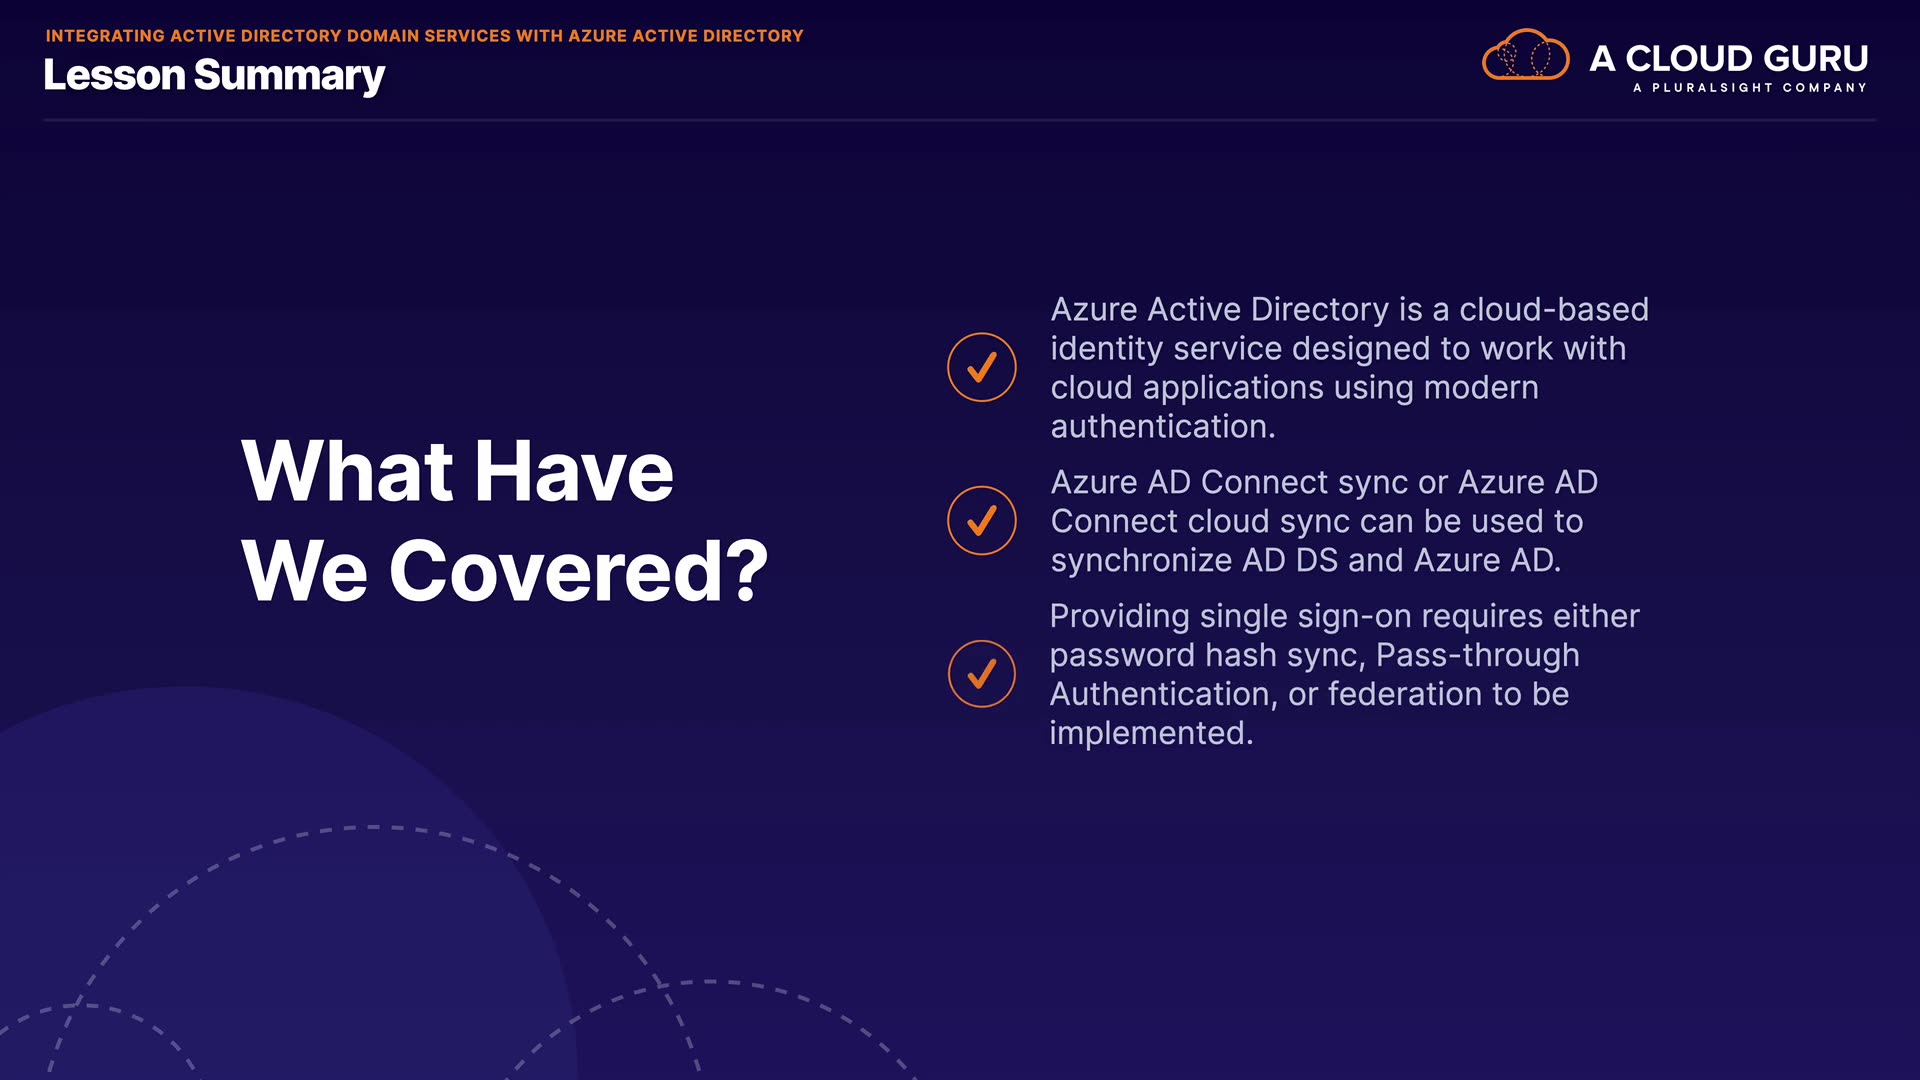 INTEGRATING ACTIVE DIRECTORY DOMAIN SERVICES WITH AZURE ACTIVE DIRECTORY
Lesson Summary
A CLOUD GURU
A PLURALSIGHT COMPANY
What Have
We Covered?
Azure Active Directory is a cloud-based
identity service designed to work with
cloud applications using modern
authentication.
Azure AD Connect sync or Azure AD
Connect cloud sync can be used to
synchronize AD DS and Azure AD.
Providing single sign-on requires either
password hash sync, Pass-through
Authentication, or federation to be
implemented.